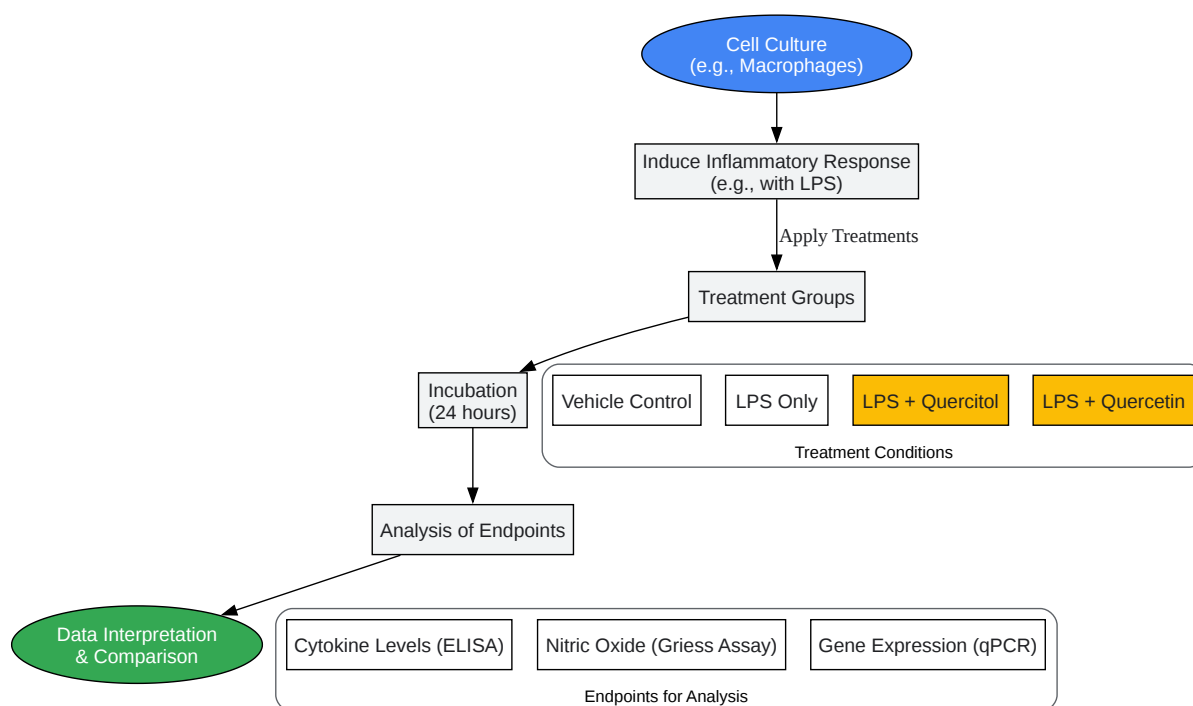 Cell Culture
(e.g., Macrophages)
Induce Inflammatory Response
(e.g., with LPS)
Apply Treatments
Treatment Groups
Incubation
(24 hours)
Vehicle Control
LPS Only
LPS + Quercitol
LPS + Quercetin
Treatment Conditions
Analysis of Endpoints
Data Interpretation
& Comparison
Cytokine Levels (ELISA)
Nitric Oxide (Griess Assay)
Gene Expression (qPCR)
Endpoints for Analysis